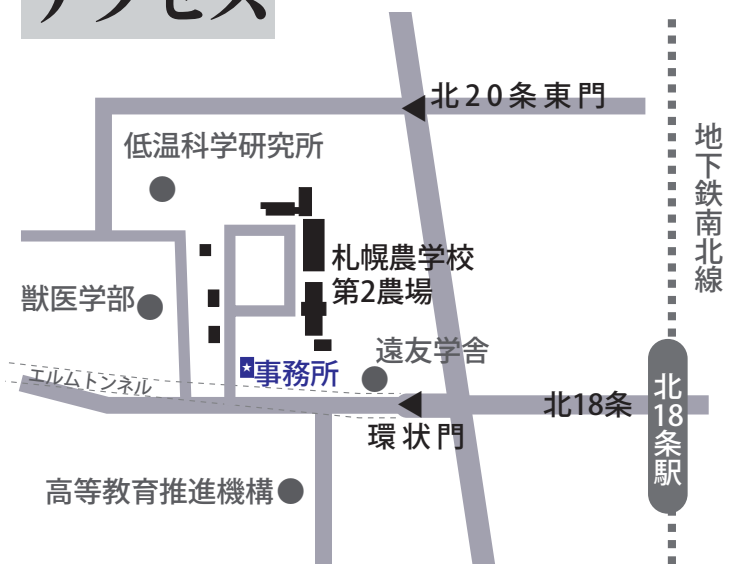 アクセス
北20条東門
低温科学研究所
地下鉄南北線
札幌農学校
第2農場
獣医学部
遠友学舎
事務所
エルムトンネル
北18条
北18条駅
環状門
高等教育推進機構